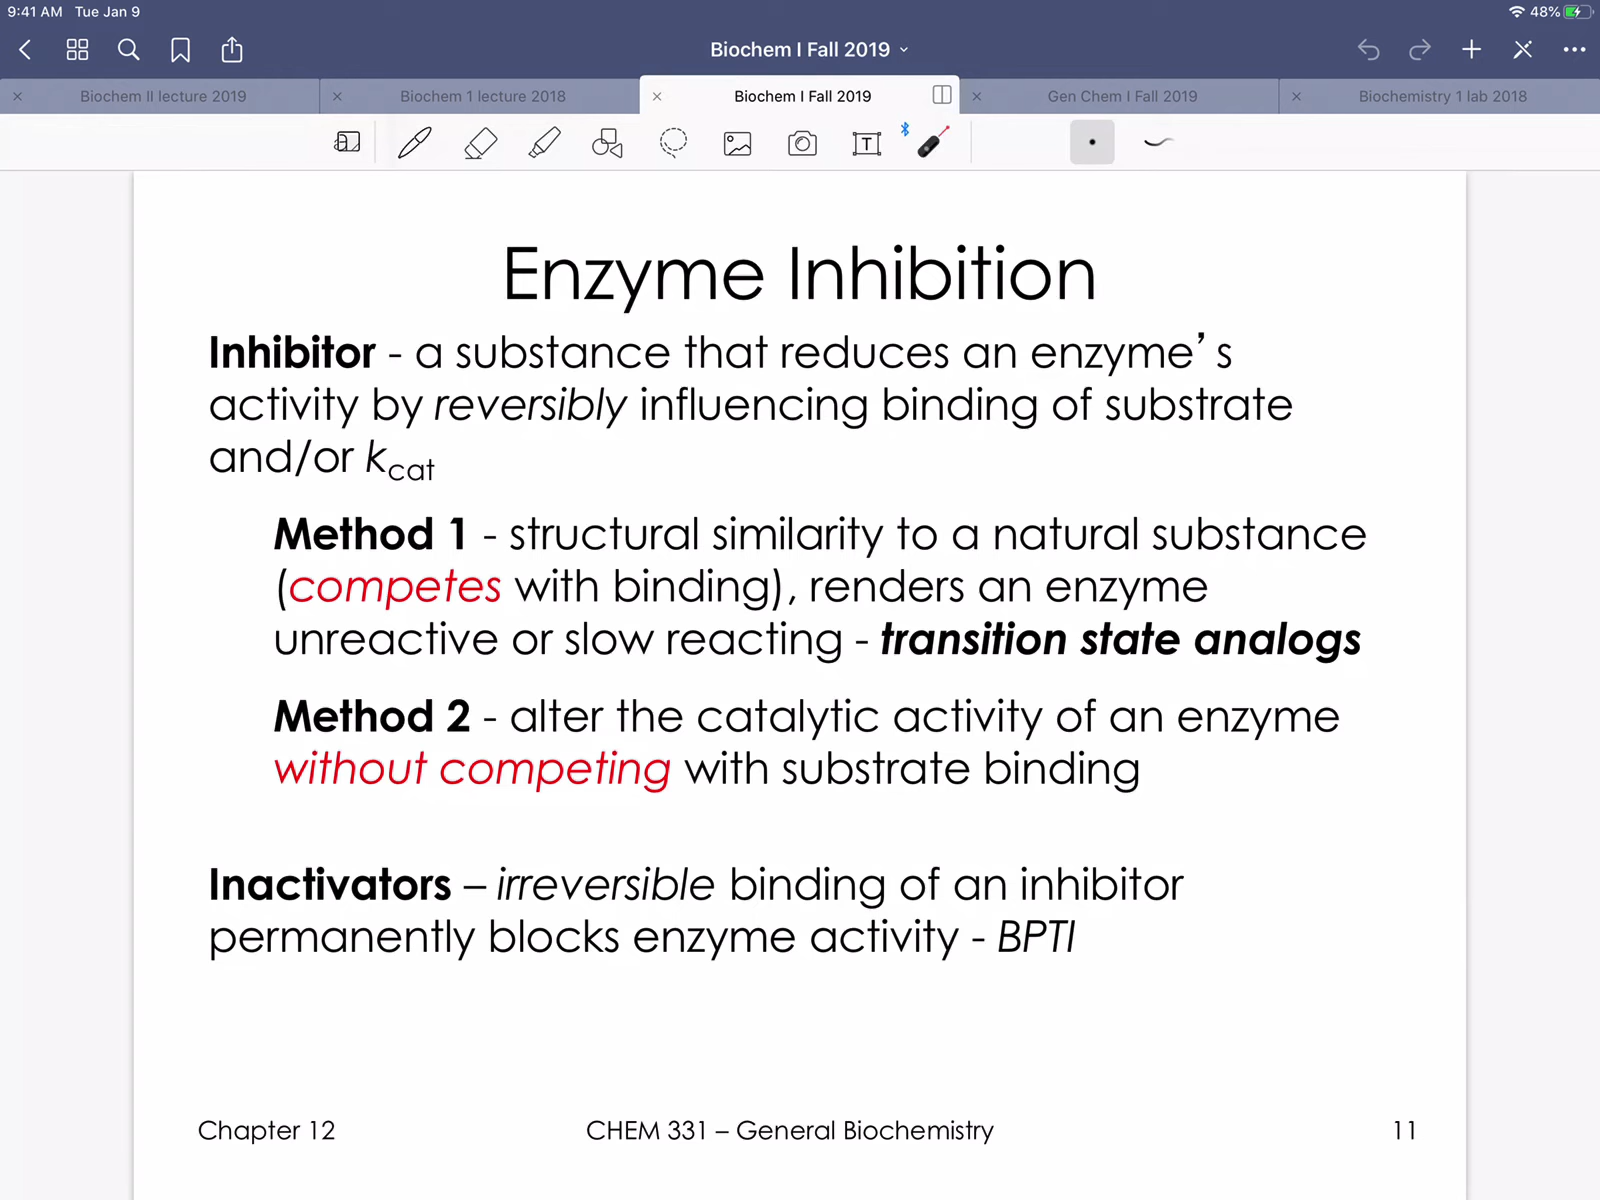 9:41 AM Tue Jan 9
48%
Biochem I Fall 2019
Biochem II lecture 2019
Biochem 1 lecture 2018
Biochem I Fall 2019
Gen Chem I Fall 2019
Biochemistry 1 lab 2018
a
T
Enzyme Inhibition
Inhibitor - a substance that reduces an enzyme’s
activity by reversibly influencing binding of substrate
and/or kcat
Method 1 - structural similarity to a natural substance
(competes with binding), renders an enzyme
unreactive or slow reacting - transition state analogs
Method 2 - alter the catalytic activity of an enzyme
without competing with substrate binding
Inactivators – irreversible binding of an inhibitor
permanently blocks enzyme activity - BPTI
Chapter 12
CHEM 331 – General Biochemistry
11